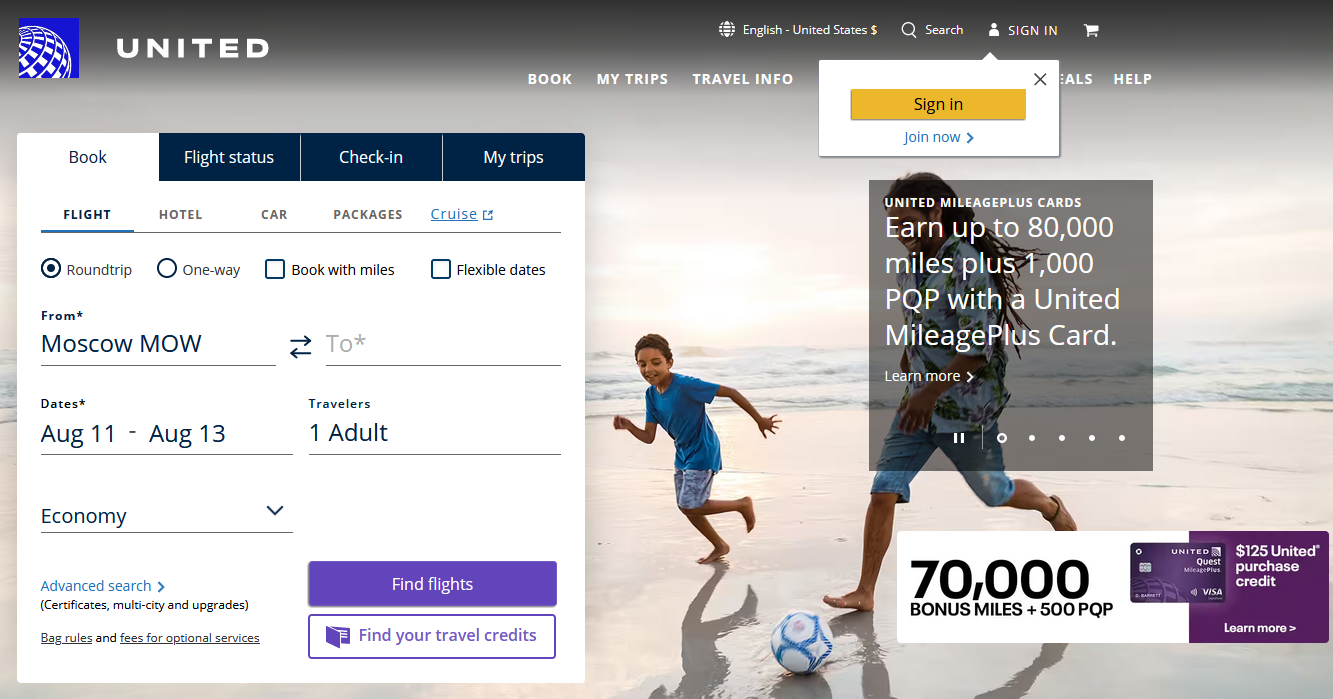 English - United States $
Search
SIGN IN
UNITED
BOOK
MY TRIPS
TRAVEL INFO
EALS
HELP
Sign in
Join now
Book
Flight status
Check-in
My trips
FLIGHT
HOTEL
CAR
PACKAGES
Cruise
Roundtrip
One-way
Book with miles
Flexible dates
From*
Moscow MOW
To*
Dates*
Travelers
Aug 11 - Aug 13
1 Adult
Economy
Advanced search
(Certificates, multi-city and upgrades)
Bag rules and fees for optional services
Find flights
Find your travel credits
UNITED MILEAGEPLUS CARDS
Earn up to 80,000
miles plus 1,000
PQP with a United
MileagePlus Card.
Learn more
70,000
BONUS MILES + 500 PQP
UNITED
Quest
MileagePlus
D. BARRETT
VISA
$125 United®
purchase
credit
Learn more >